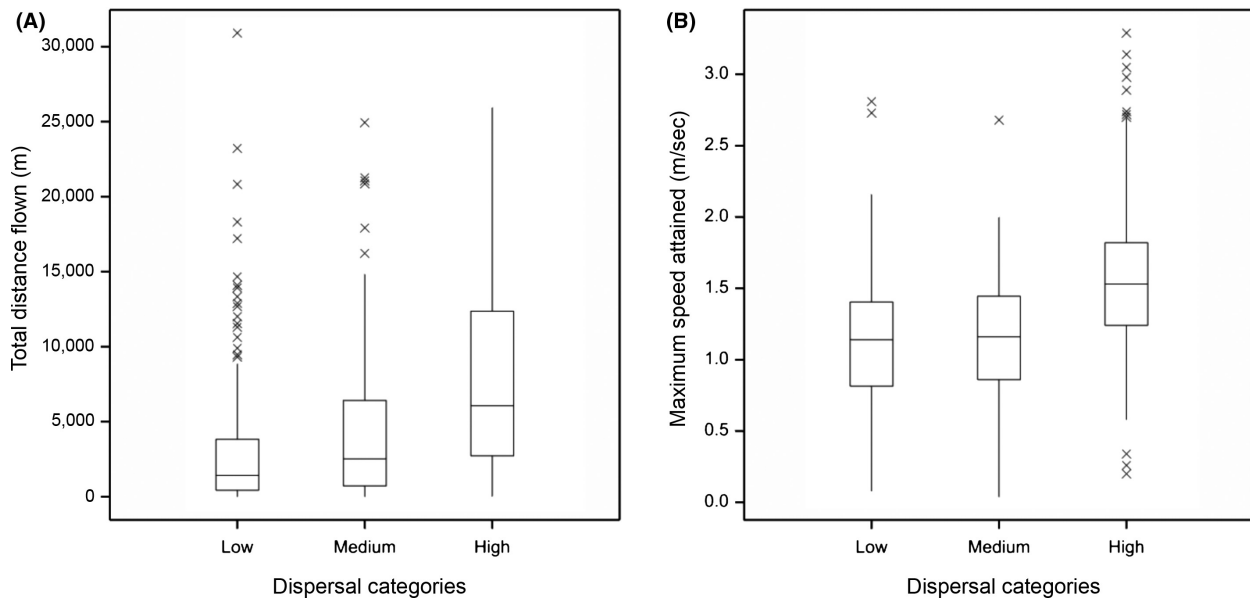 (A)
Total distance flown (m)
30,000
25,000
20,000
15,000
10,000
5,000
0
Low Medium High
Dispersal categories
(B)
Maximum speed attained (m/sec)
3.0
2.5
2.0
1.5
1.0
0.5
0.0
Low Medium High
Dispersal categories